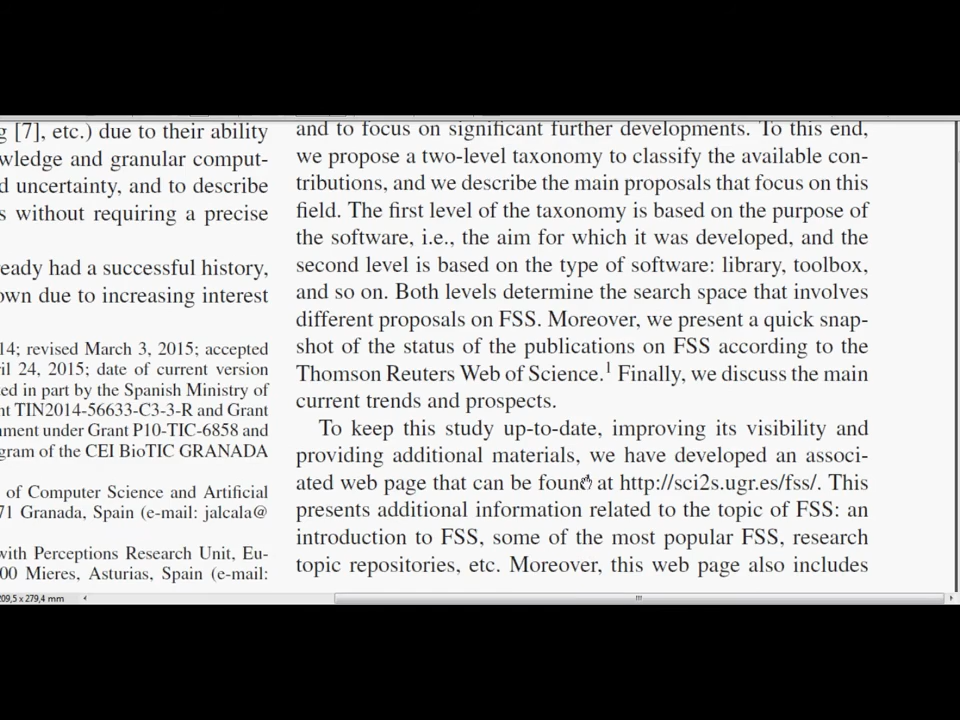 g [7], etc.) due to their ability
wledge and granular comput-
d uncertainty, and to describe
s without requiring a precise
eady had a successful history,
own due to increasing interest
14; revised March 3, 2015; accepted
il 24, 2015; date of current version
ted in part by the Spanish Ministry of
nt TIN2014-56633-C3-3-R and Grant
nment under Grant P10-TIC-6858 and
gram of the CEI BioTIC GRANADA
of Computer Science and Artificial
71 Granada, Spain (e-mail: jalcala@
with Perceptions Research Unit, Eu-
00 Mieres, Asturias, Spain (e-mail:
and to focus on significant further developments. To this end,
we propose a two-level taxonomy to classify the available con-
tributions, and we describe the main proposals that focus on this
field. The first level of the taxonomy is based on the purpose of
the software, i.e., the aim for which it was developed, and the
second level is based on the type of software: library, toolbox,
and so on. Both levels determine the search space that involves
different proposals on FSS. Moreover, we present a quick snap-
shot of the status of the publications on FSS according to the
Thomson Reuters Web of Science.¹ Finally, we discuss the main
current trends and prospects.
To keep this study up-to-date, improving its visibility and
providing additional materials, we have developed an associ-
ated web page that can be found at http://sci2s.ugr.es/fss/. This
presents additional information related to the topic of FSS: an
introduction to FSS, some of the most popular FSS, research
topic repositories, etc. Moreover, this web page also includes
209,5 x 279,4 mm